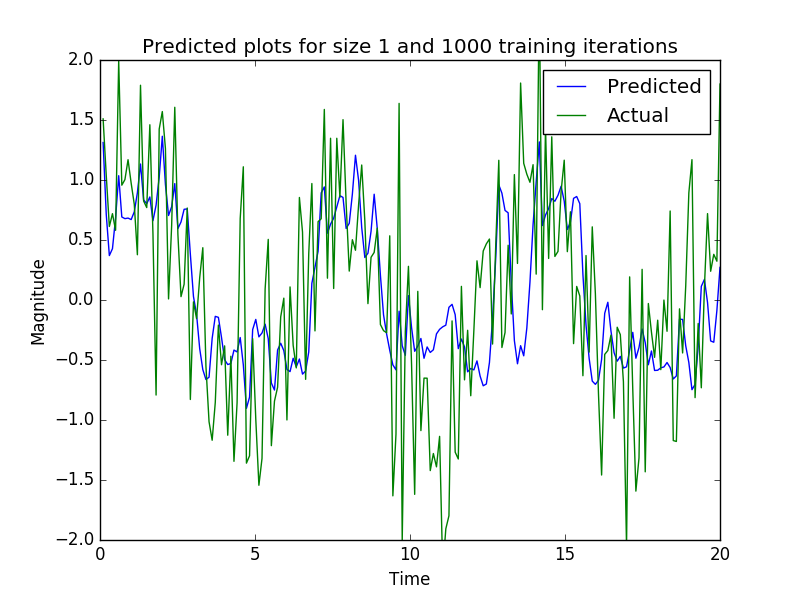 Predicted plots for size 1 and 1000 training iterations
Predicted
Actual
2.0
1.5
1.0
0.5
0.0
−0.5
−1.0
−1.5
−2.0
Magnitude
0 5 10 15 20
Time